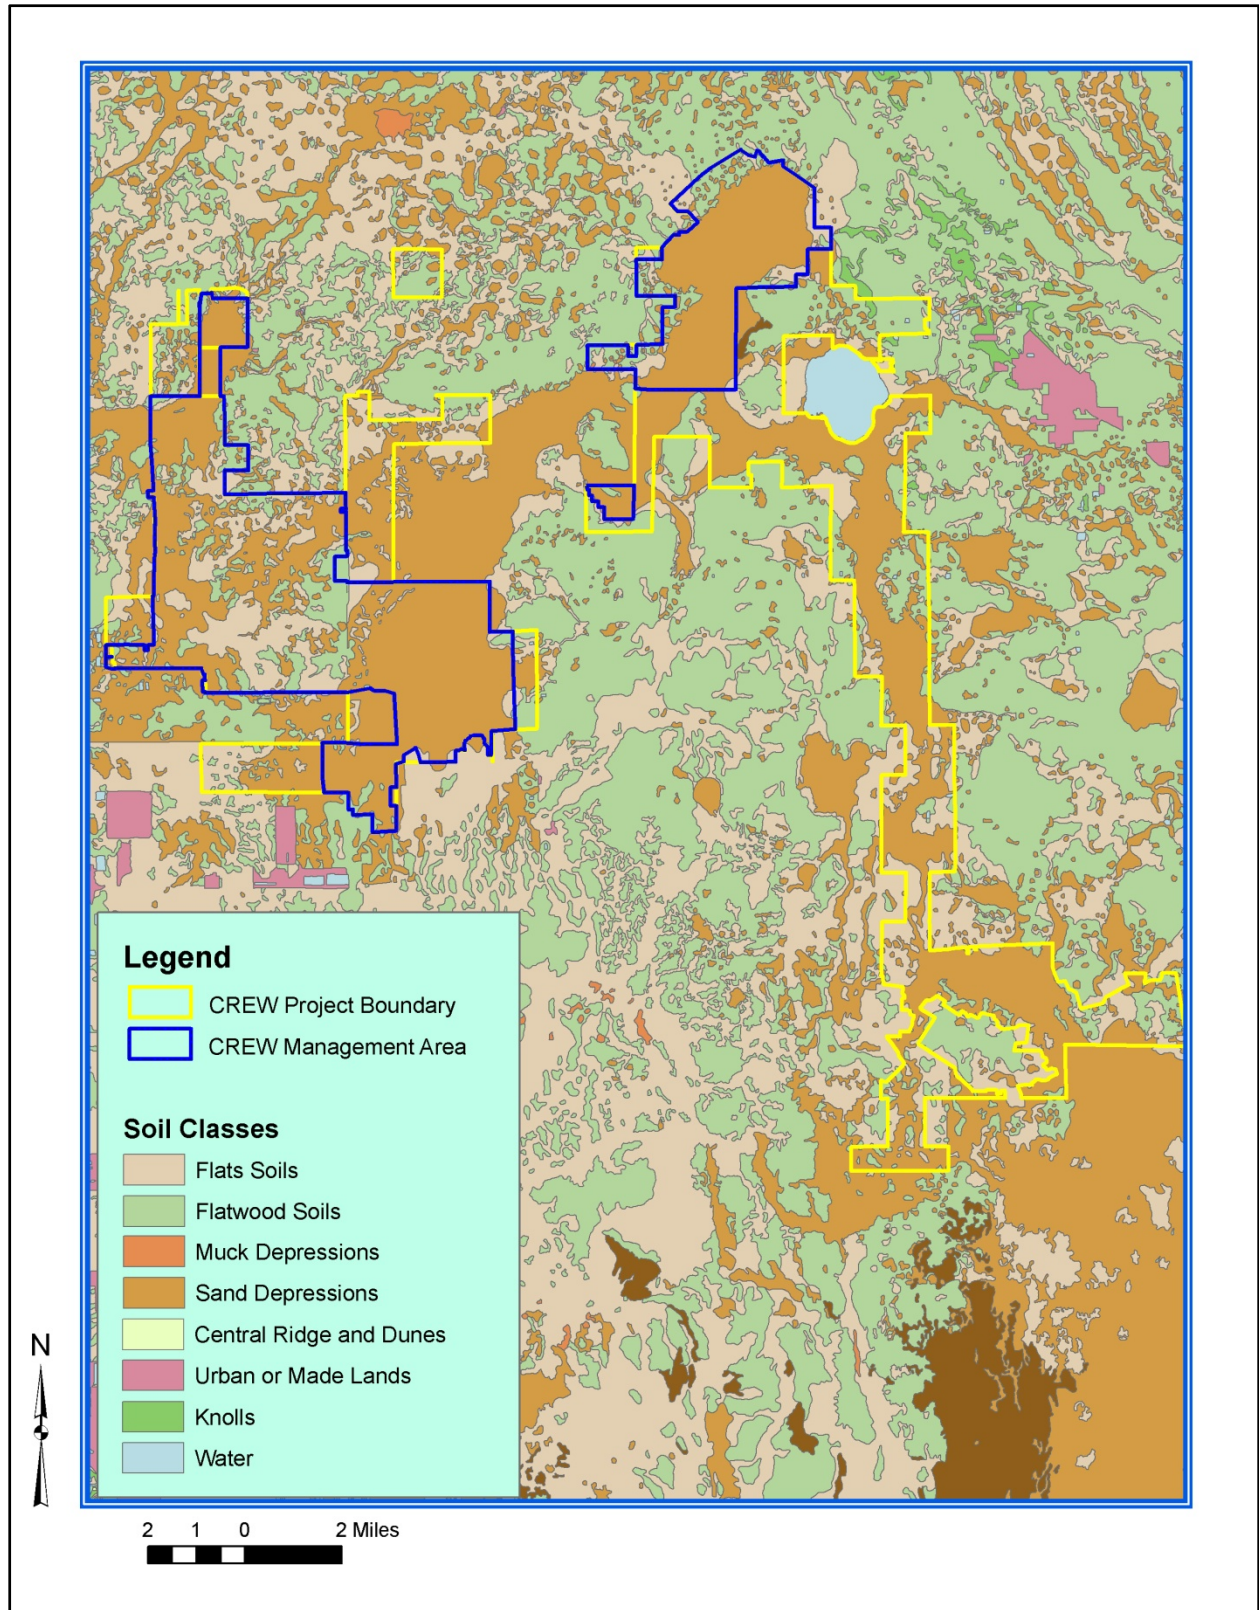 Legend
CREW Project Boundary
CREW Management Area
Soil Classes
Flats Soils
Flatwood Soils
Muck Depressions
Sand Depressions
Central Ridge and Dunes
Urban or Made Lands
Knolls
Water
N
2 1 0 2 Miles